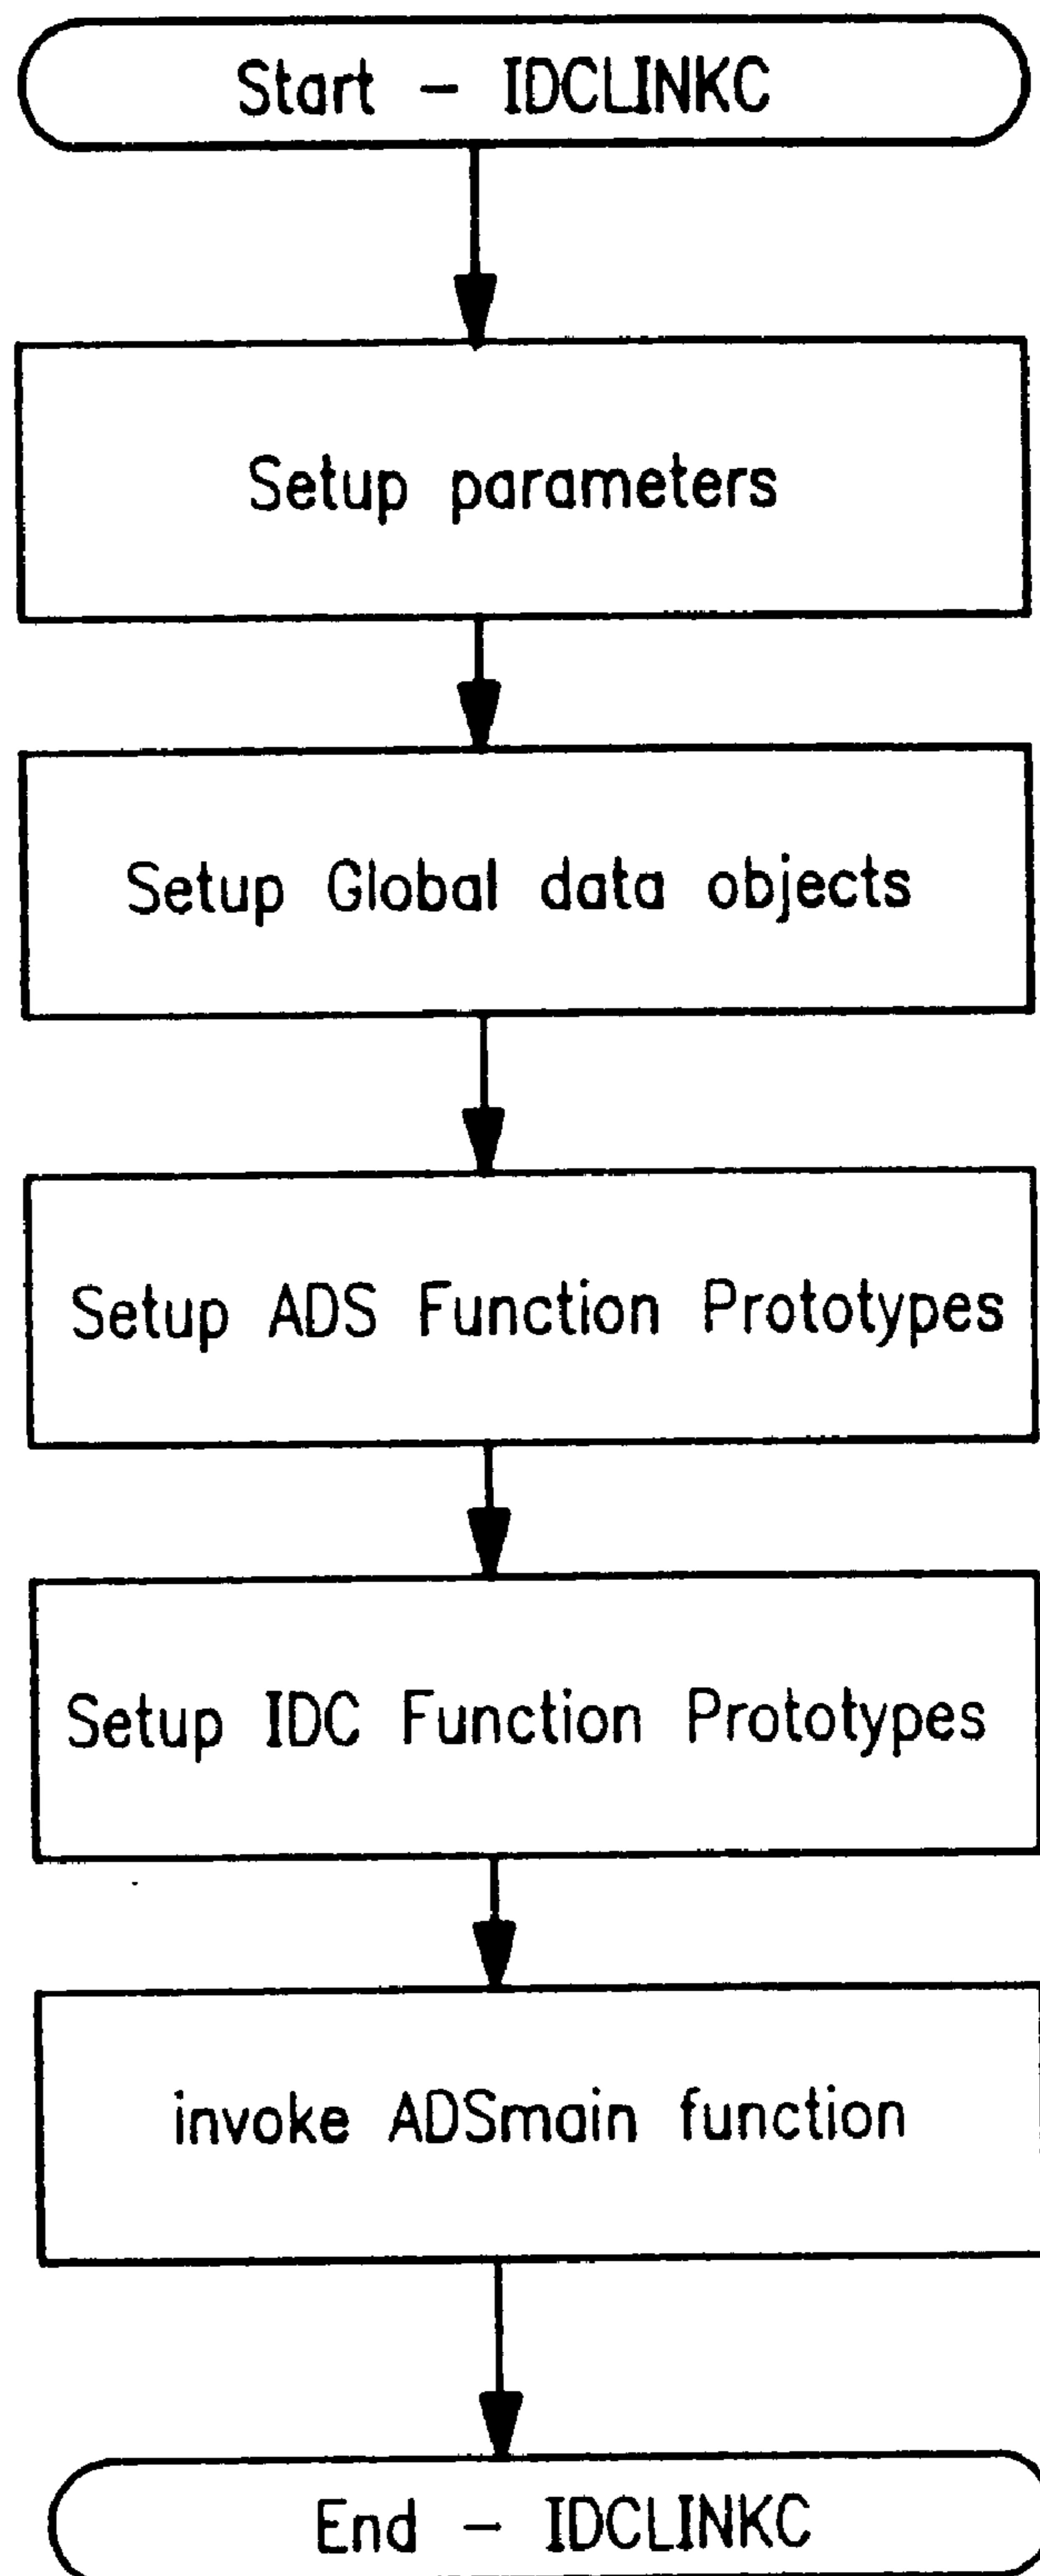 Start - IDCLINKC
Setup parameters
Setup Global data objects
Setup ADS Function Prototypes
Setup IDC Function Prototypes
invoke ADSmain function
End - IDCLINKC